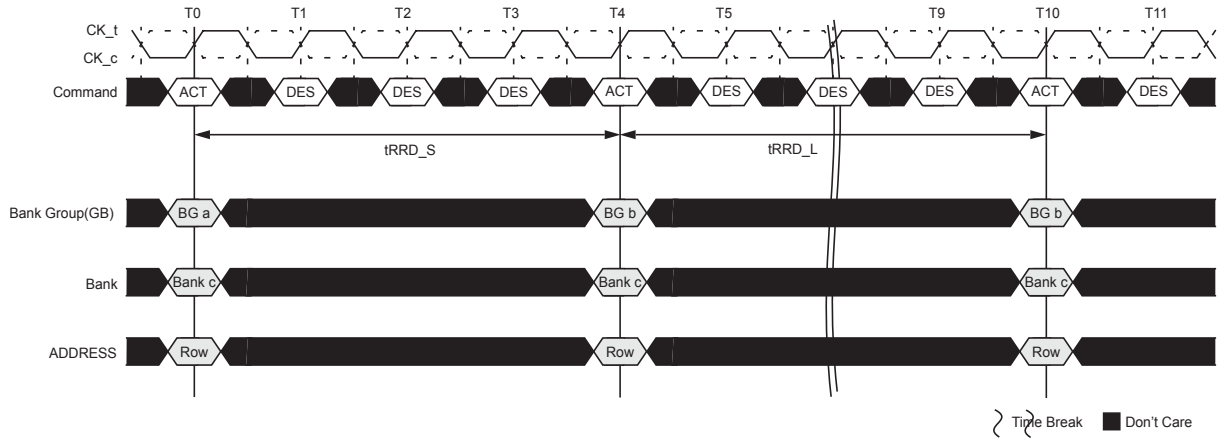 T0 T1 T2 T3 T4 T5 T9 T10 T11
CK_t
CK_c
Command ACT DES DES DES ACT DES DES DES ACT DES
tRRD_S tRRD_L
Bank Group(GB) BG a BG b BG b
Bank Bank c Bank c Bank c
ADDRESS Row Row Row
Time Break Don't Care